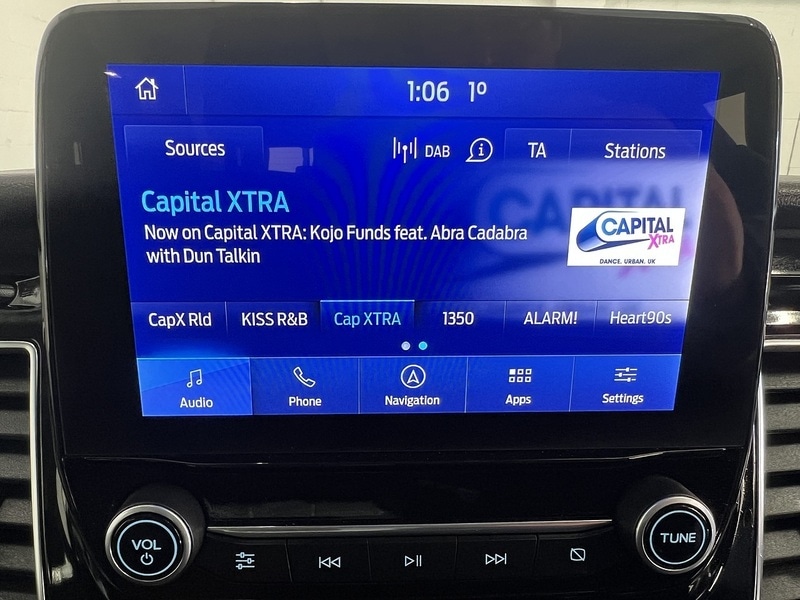 1:06 1º
Sources DAB TA Stations
Capital XTRA
Now on Capital XTRA: Kojo Funds feat. Abra Cadabra
with Dun Talkin
CAPITAL
XTRA
DANCE. URBAN. UK
CapX Rld KISS R&B Cap XTRA 1350 ALARM! Heart90s
Audio Phone Navigation Apps Settings
VOL TUNE